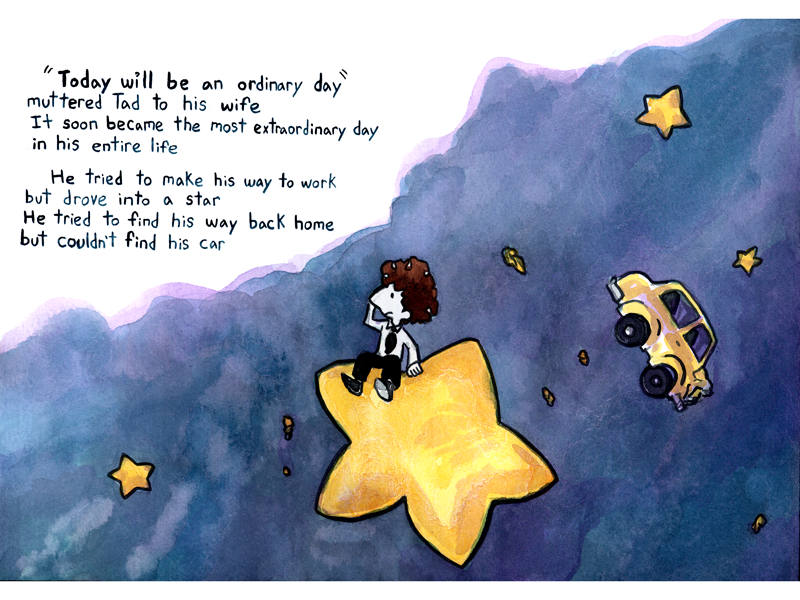 "Today will be an ordinary day"
muttered Tad to his wife
It soon became the most extraordinary day
in his entire life
He tried to make his way to work
but drove into a star
He tried to find his way back home
but couldn't find his car